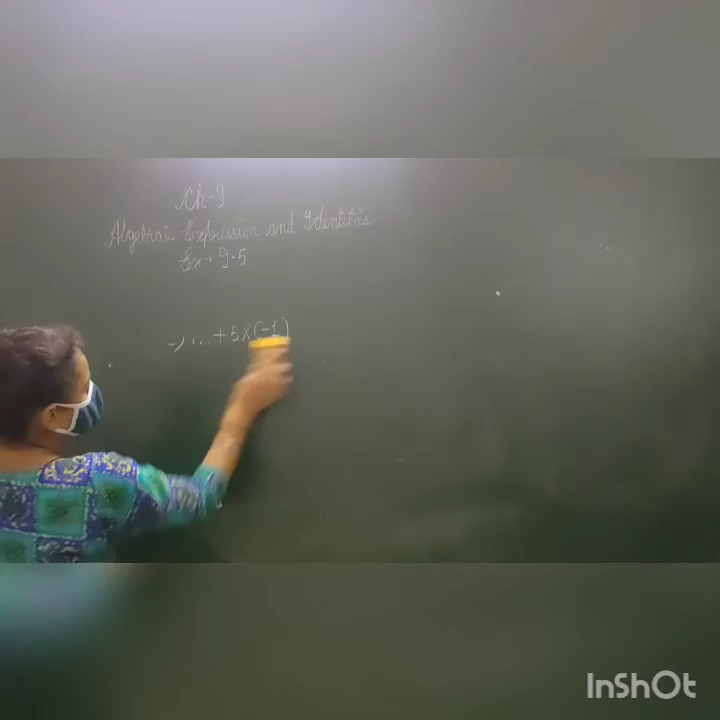 Ch-9
Algebraic Expression and Identities
Ex → 9.5
+ 5 × (-1)
InShOt